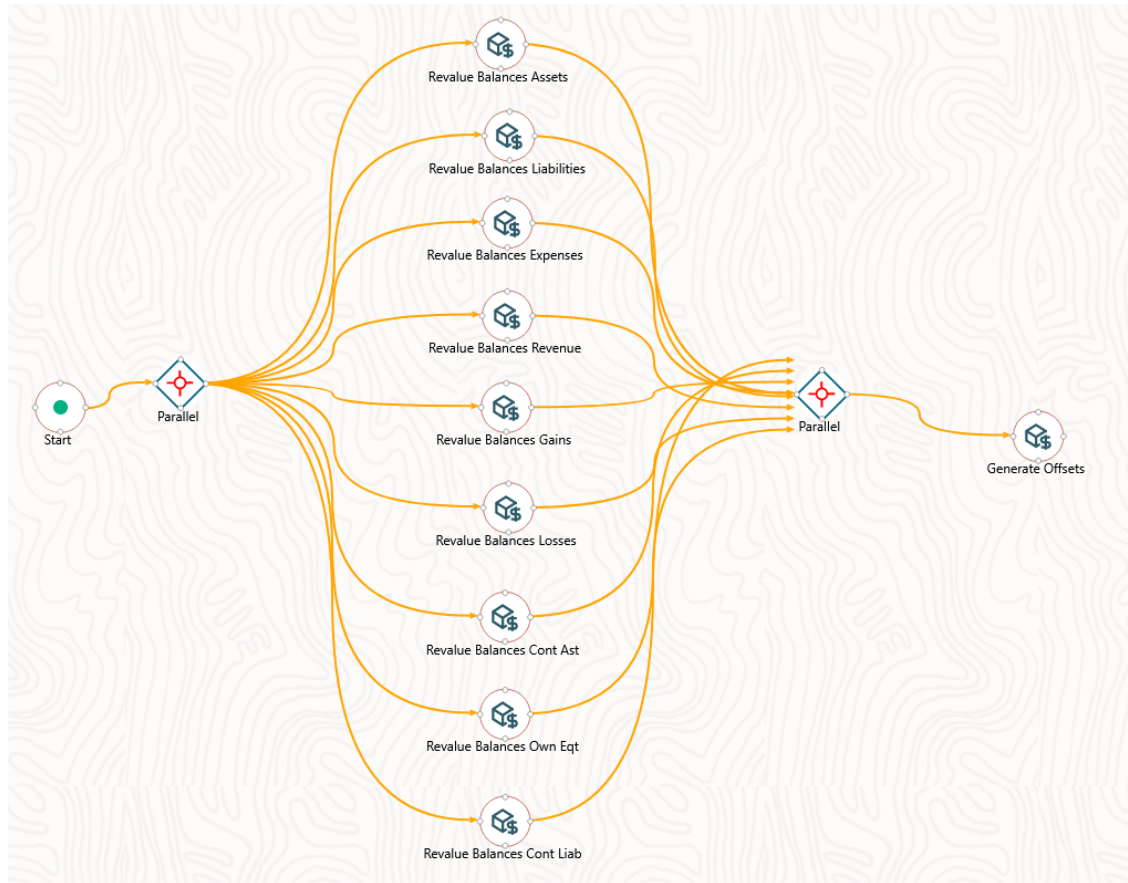 Revalue Balances Assets
Revalue Balances Liabilities
Revalue Balances Expenses
Revalue Balances Revenue
Start
Parallel
Revalue Balances Gains
Parallel
Generate Offsets
Revalue Balances Losses
Revalue Balances Cont Ast
Revalue Balances Own Eqt
Revalue Balances Cont Liab